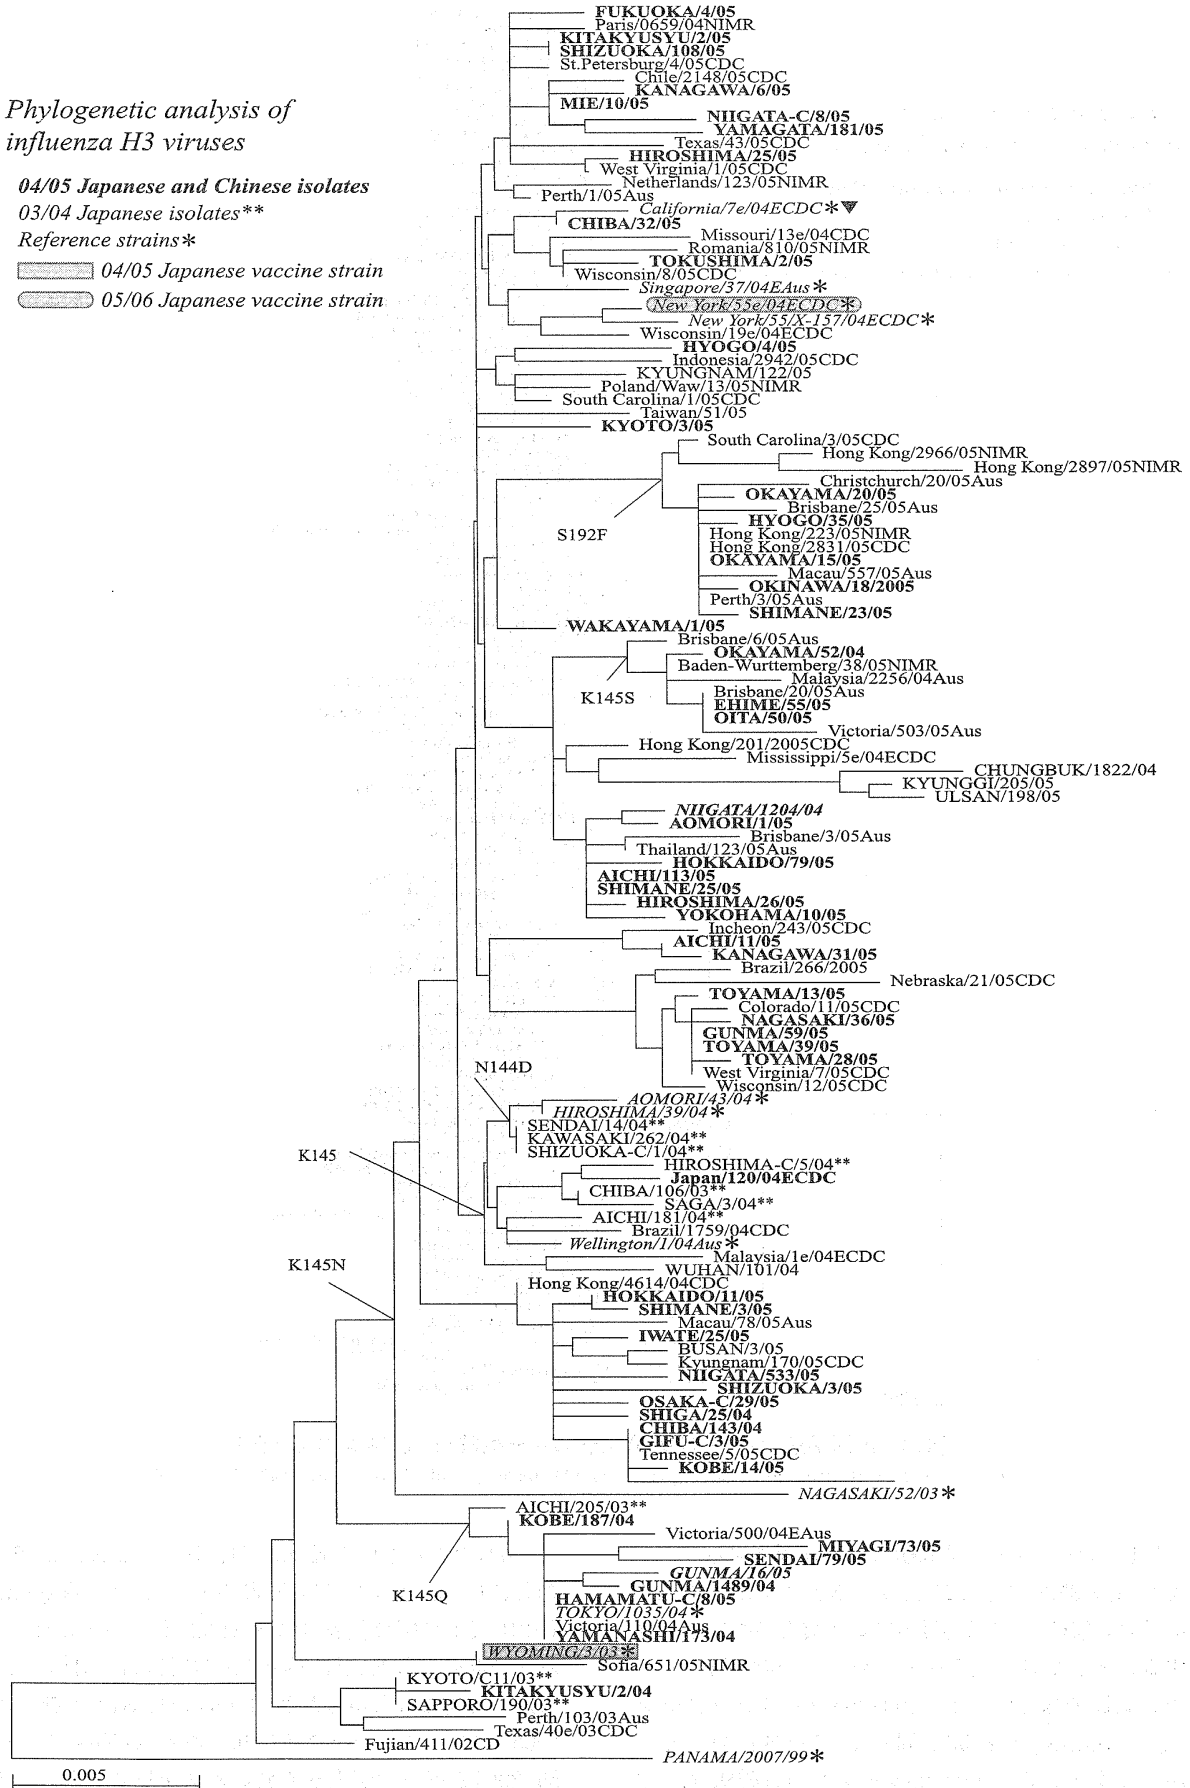 FUKUOKA/4/05
Paris/0659/04NIMR
KITAKYUSYU/2/05
SHIZUOKA/108/05
St.Petersburg/4/05CDC
Chile/2148/05CDC
KANAGAWA/6/05
MIE/10/05
Phylogenetic analysis of
influenza H3 viruses
04/05 Japanese and Chinese isolates
03/04 Japanese isolates**
Reference strains*
04/05 Japanese vaccine strain
05/06 Japanese vaccine strain
NIIGATA-C/8/05
YAMAGATA/181/05
Texas/43/05CDC
HIROSHIMA/25/05
West Virginia/1/05CDC
Netherlands/123/05NIMR
Perth/1/05Aus
California/7e/04ECDC*▼
CHIBA/32/05
Missouri/13e/04CDC
Romania/810/05NIMR
TOKUSHIMA/2/05
Wisconsin/8/05CDC
Singapore/37/04EAus*
New York/55e/04ECDC*
New York/55/X-157/04ECDC*
Wisconsin/19e/04ECDC
HYOGO/4/05
Indonesia/2942/05CDC
KYUNGNAM/122/05
Poland/Waw/13/05NIMR
South Carolina/1/05CDC
Taiwan/51/05
KYOTO/3/05
South Carolina/3/05CDC
Hong Kong/2966/05NIMR
Hong Kong/2897/05NIMR
Christchurch/20/05Aus
OKAYAMA/20/05
Brisbane/25/05Aus
HYOGO/35/05
S192F
Hong Kong/223/05NIMR
Hong Kong/2831/05CDC
OKAYAMA/15/05
Macau/557/05Aus
OKINAWA/18/2005
Perth/3/05Aus
SHIMANE/23/05
WAKAYAMA/1/05
Brisbane/6/05Aus
OKAYAMA/52/04
Baden-Wurttemberg/38/05NIMR
Malaysia/2256/04Aus
K145S
Brisbane/20/05Aus
EHIME/55/05
OITA/50/05
Victoria/503/05Aus
Hong Kong/201/2005CDC
Mississippi/5e/04ECDC
CHUNGBUK/1822/04
KYUNGGI/205/05
ULSAN/198/05
NIIGATA/1204/04
AOMORI/1/05
Brisbane/3/05Aus
Thailand/123/05Aus
HOKKAIDO/79/05
AICHI/113/05
SHIMANE/25/05
HIROSHIMA/26/05
YOKOHAMA/10/05
Incheon/243/05CDC
AICHI/11/05
KANAGAWA/31/05
Brazil/266/2005
Nebraska/21/05CDC
TOYAMA/13/05
Colorado/11/05CDC
NAGASAKI/36/05
GUNMA/59/05
TOYAMA/39/05
TOYAMA/28/05
N144D
West Virginia/7/05CDC
Wisconsin/12/05CDC
AOMORI/43/04*
HIROSHIMA/39/04*
SENDAI/14/04**
KAWASAKI/262/04**
SHIZUOKA-C/1/04**
K145
HIROSHIMA-C/5/04**
Japan/120/04ECDC
CHIBA/106/03**
SAGA/3/04**
AICHI/181/04**
Brazil/1759/04CDC
Wellington/1/04Aus*
Malaysia/1e/04ECDC
K145N
WUHAN/101/04
Hong Kong/4614/04CDC
HOKKAIDO/11/05
SHIMANE/3/05
Macau/78/05Aus
IWATE/25/05
BUSAN/3/05
Kyungnam/170/05CDC
NIIGATA/533/05
SHIZUOKA/3/05
OSAKA-C/29/05
SHIGA/25/04
CHIBA/143/04
GIFU-C/3/05
Tennessee/5/05CDC
KOBE/14/05
NAGASAKI/52/03*
AICHI/205/03**
KOBE/187/04
Victoria/500/04EAus
MIYAGI/73/05
SENDAI/79/05
GUNMA/16/05
GUNMA/1489/04
K145Q
HAMAMATU-C/8/05
TOKYO/1035/04*
Victoria/110/04Aus
YAMANASHI/173/04
WYOMING/3/03*
Sofia/651/05NIMR
KYOTO/C11/03**
KITAKYUSYU/2/04
SAPPORO/190/03**
Perth/103/03Aus
Texas/40e/03CDC
Fujian/411/02CD
PANAMA/2007/99*
0.005